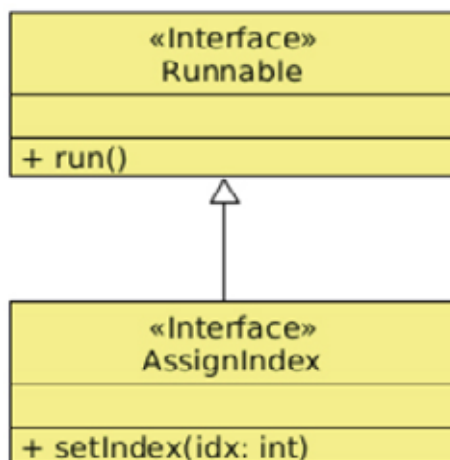 «Interface»
Runnable
+ run()
«Interface»
AssignIndex
+ setIndex(idx: int)